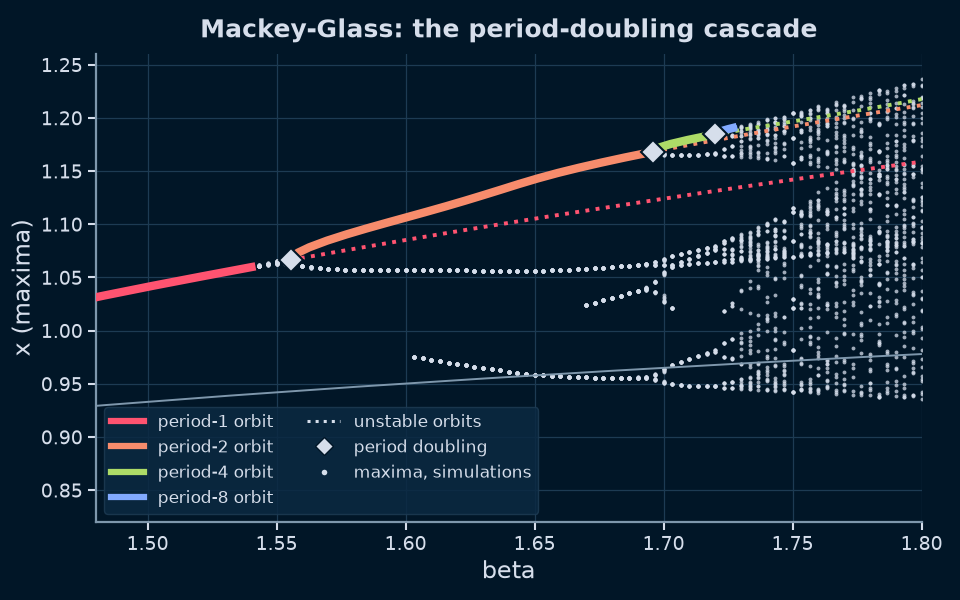 Mackey-Glass: the period-doubling cascade
x (maxima)
1.25
1.20
1.15
1.10
1.05
1.00
0.95
0.90
0.85
period-1 orbit
period-2 orbit
period-4 orbit
period-8 orbit
unstable orbits
period doubling
maxima, simulations
1.50 1.55 1.60 1.65 1.70 1.75 1.80
beta